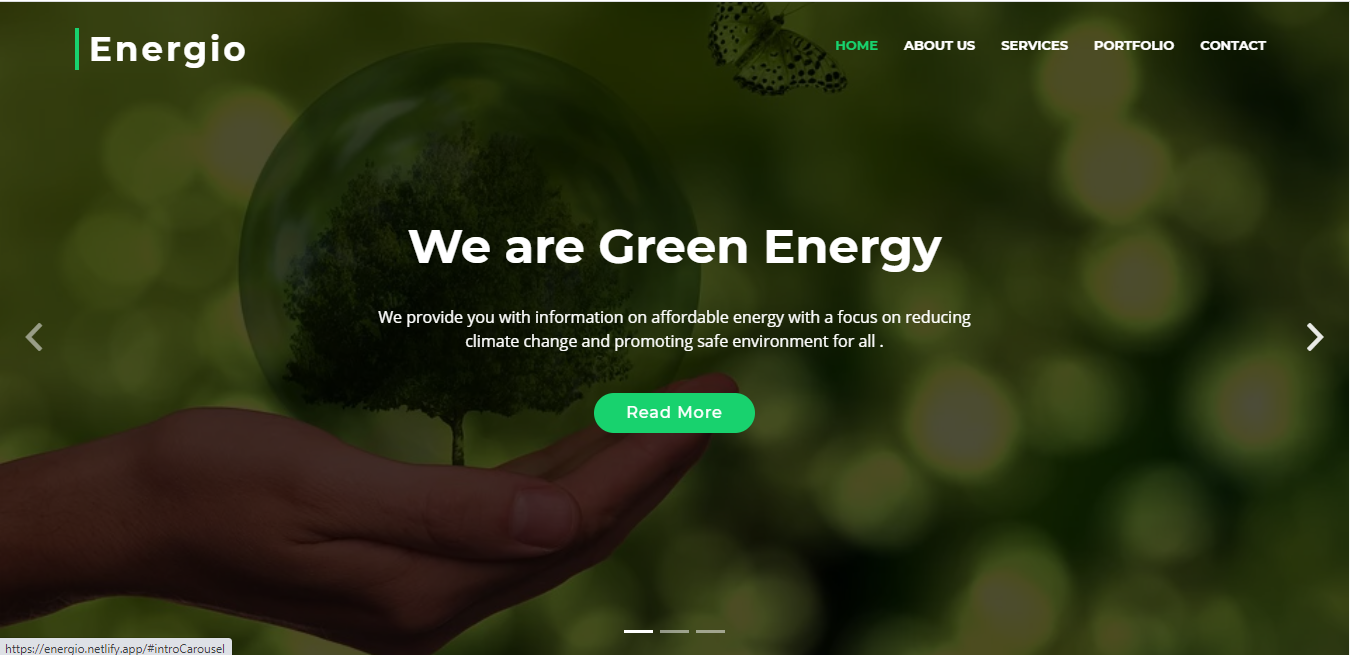 Energio
HOME ABOUT US SERVICES PORTFOLIO CONTACT
We are Green Energy
We provide you with information on affordable energy with a focus on reducing
climate change and promoting safe environment for all .
Read More
https://energio.netlify.app/#introCarousel